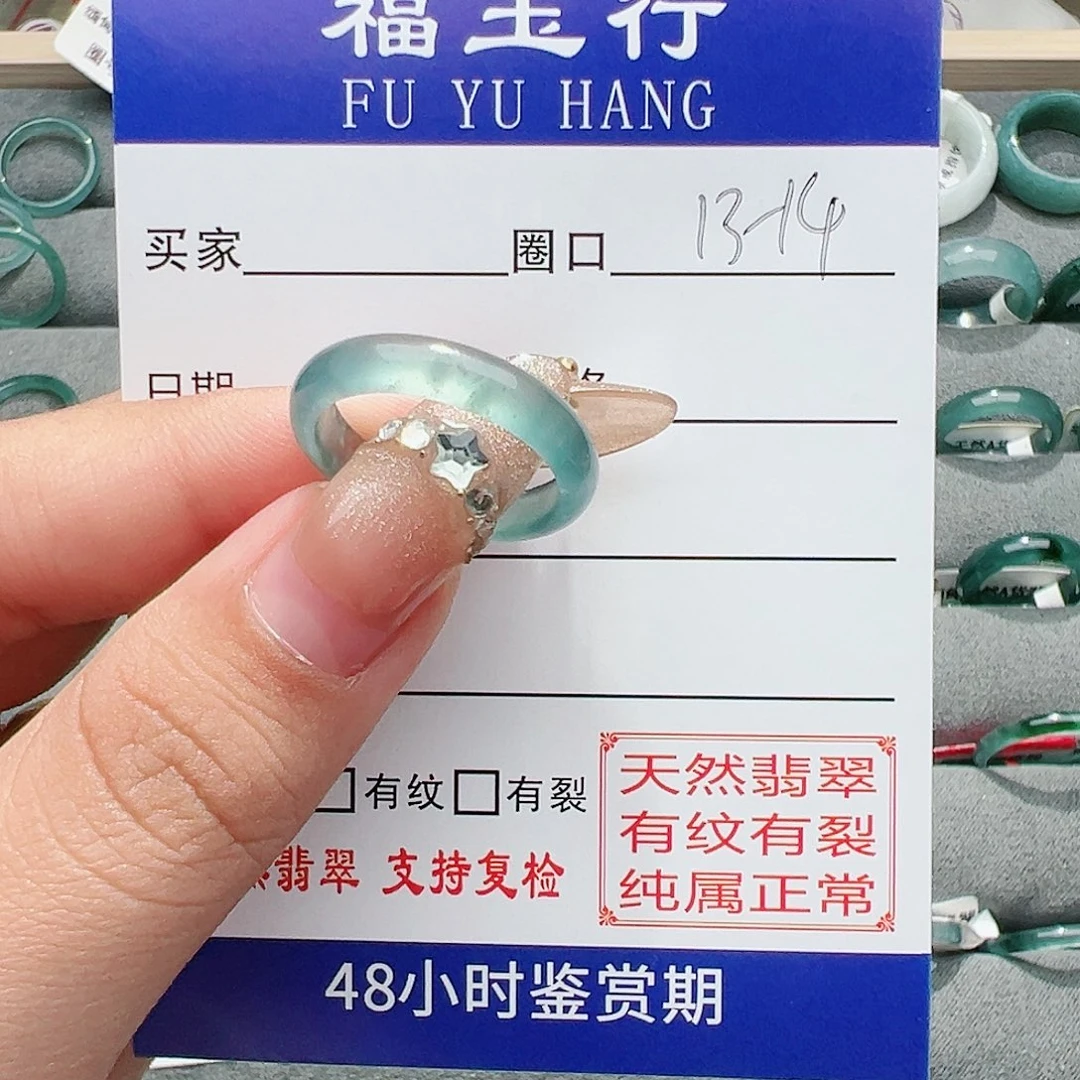 福玉行
FU YU HANG
买家 圈口 13-14
日期
有纹 有裂
翡翠 支持复检
天然翡翠
有纹有裂
纯属正常
48小时鉴赏期